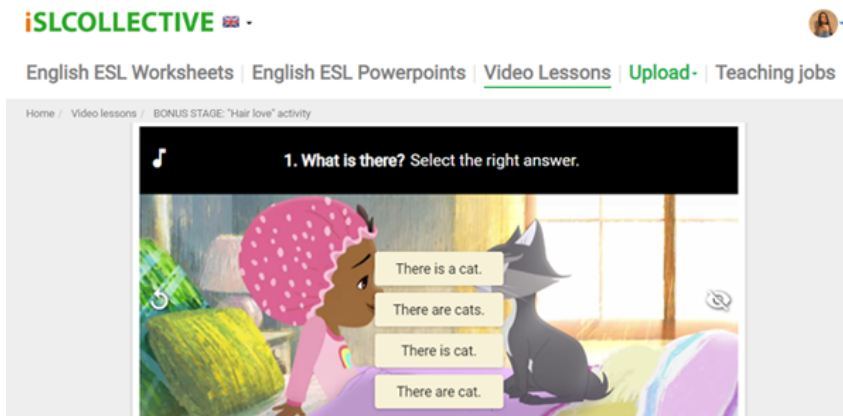 iSLCOLLECTIVE
English ESL Worksheets | English ESL Powerpoints | Video Lessons | Upload | Teaching jobs
Home / Video lessons / BONUS STAGE: "Hair love" activity
1. What is there? Select the right answer.
There is a cat.
There are cats.
There is cat.
There are cat.